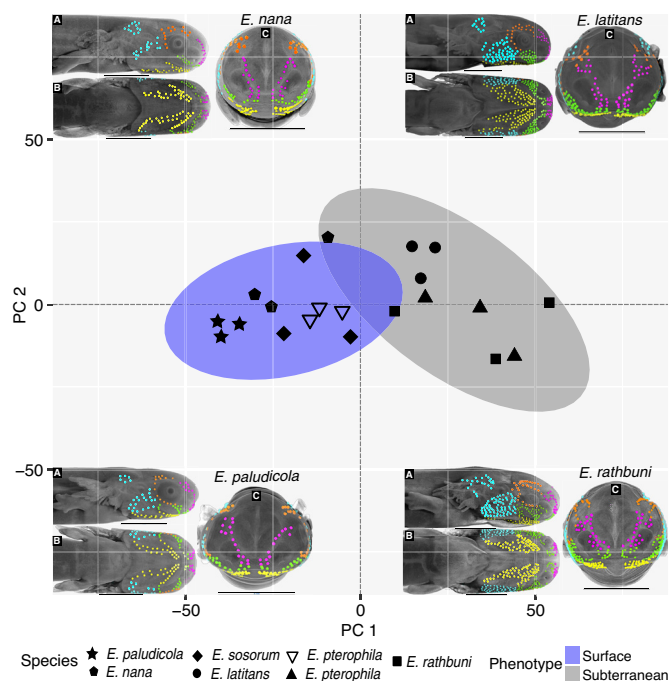 A
E. nana
C
B
A
E. latitans
C
B
50
0
−50
PC 2
A
E. paludicola
C
B
A
E. rathbuni
C
B
−50
0
50
PC 1
Species
E. paludicola
E. sosorum
E. pterophila
E. rathbuni
E. nana
E. latitans
E. pterophila
Phenotype
Surface
Subterranean